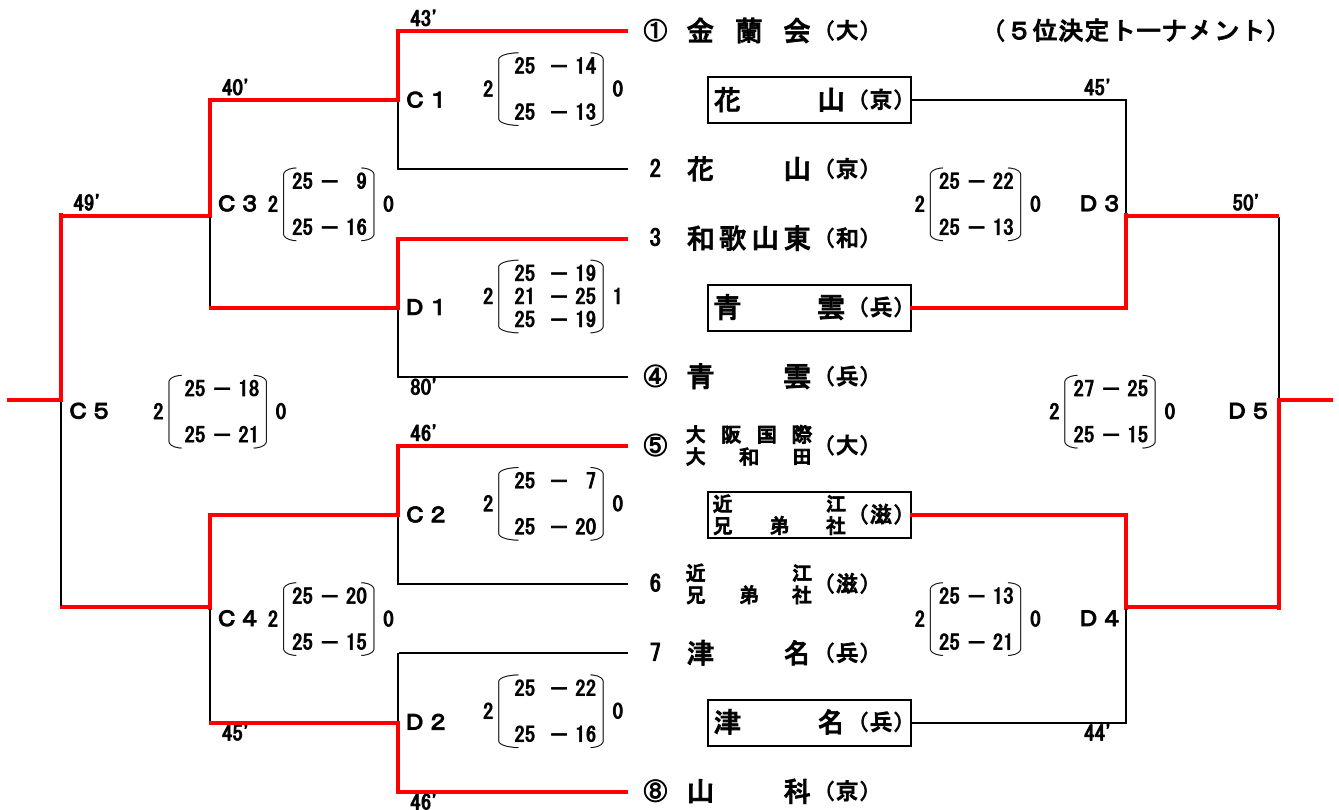 43'
① 金蘭会（大）
（５位決定トーナメント）
40'
Ｃ１
2 25 － 14 0
25 － 13
花山（京）
45'
2 花山（京）
49'
Ｃ３
2 25 － 9 0
25 － 16
2 25 － 22 0
25 － 13
Ｄ３
50'
3 和歌山東（和）
Ｄ１
25 － 19
2 21 － 25 1
25 － 19
青雲（兵）
80'
④ 青雲（兵）
Ｃ５
2 25 － 18 0
25 － 21
2 27 － 25 0
25 － 15
Ｄ５
46'
⑤ 大阪国際
大和田（大）
Ｃ２
2 25 － 7 0
25 － 20
近江
兄弟社（滋）
6 近江
兄弟社（滋）
Ｃ４
2 25 － 20 0
25 － 15
2 25 － 13 0
25 － 21
Ｄ４
7 津名（兵）
45'
Ｄ２
2 25 － 22 0
25 － 16
津名（兵）
44'
46'
⑧ 山科（京）